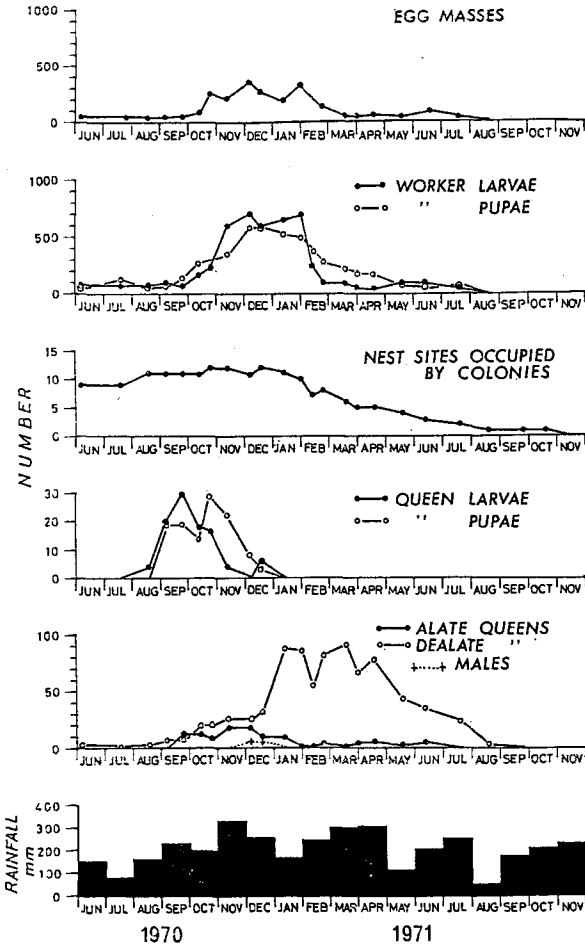 EGG MASSES
1000
500
0
JUN JUL AUG SEP OCT NOV DEC JAN FEB MAR APR MAY JUN JUL AUG SEP OCT NOV
WORKER LARVAE
" PUPAE
1000
500
0
JUN JUL AUG SEP OCT NOV DEC JAN FEB MAR APR MAY JUN JUL AUG SEP OCT NOV
NEST SITES OCCUPIED
BY COLONIES
15
10
5
0
JUN JUL AUG SEP OCT NOV DEC JAN FEB MAR APR MAY JUN JUL AUG SEP OCT NOV
NUMBER
QUEEN LARVAE
" PUPAE
30
20
10
0
JUN JUL AUG SEP OCT NOV DEC JAN FEB MAR APR MAY JUN JUL AUG SEP OCT NOV
ALATE QUEENS
DEALATE "
MALES
100
50
0
JUN JUL AUG SEP OCT NOV DEC JAN FEB MAR APR MAY JUN JUL AUG SEP OCT NOV
RAINFALL
mm
400
300
200
100
0
JUN JUL AUG SEP OCT NOV DEC JAN FEB MAR APR MAY JUN JUL AUG SEP OCT NOV
1970 1971